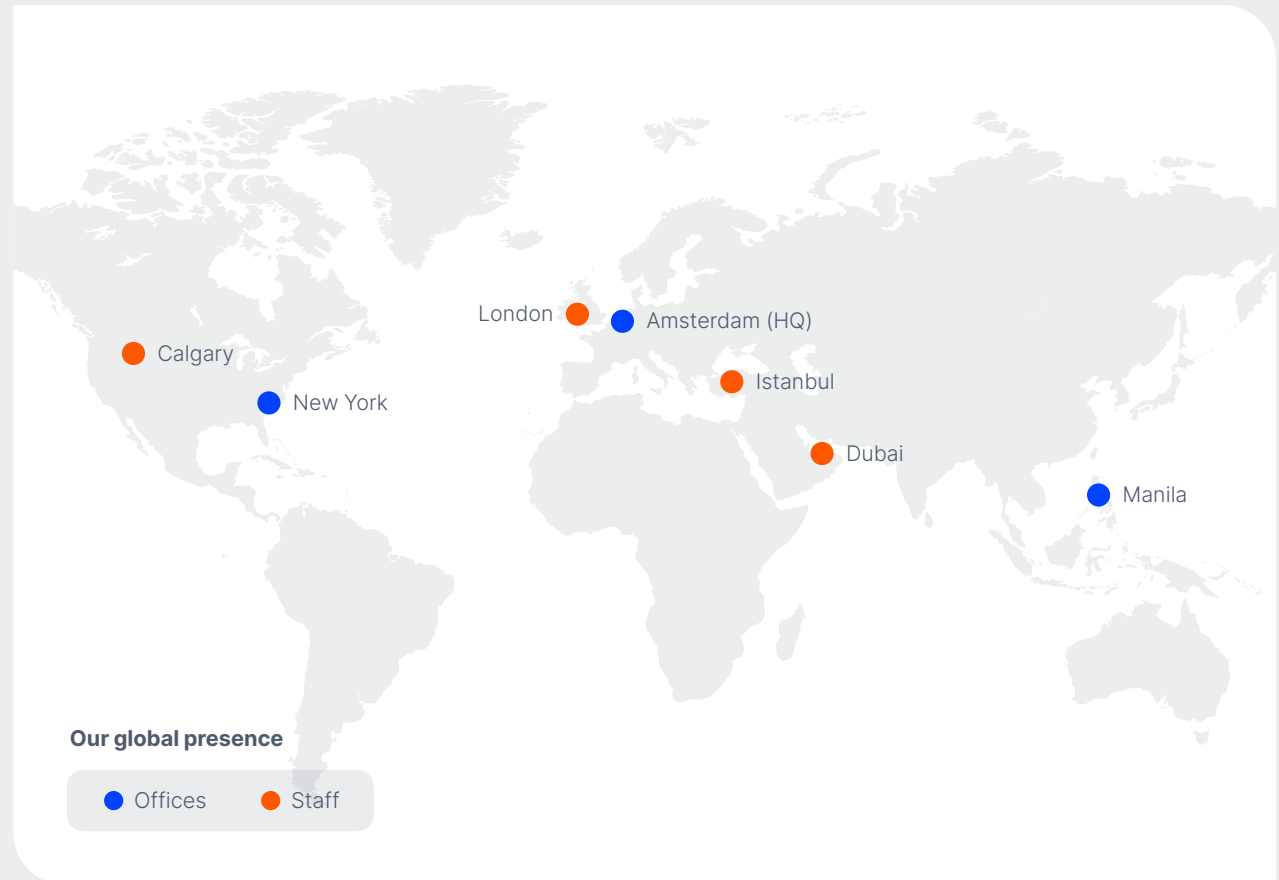 London
Amsterdam (HQ)
Calgary
Istanbul
New York
Dubai
Manila
Our global presence
Offices
Staff